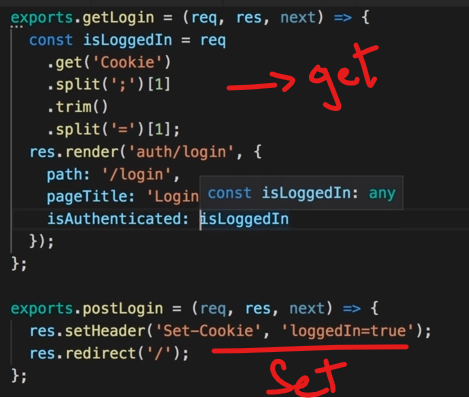 exports.getLogin = (req, res, next) => {
const isLoggedIn = req
.get('Cookie')
.split(';')[1]
.trim()
.split('=')[1];
get
res.render('auth/login', {
path: '/login',
pageTitle: 'Login
const isLoggedIn: any
isAuthenticated: isLoggedIn
});
};
exports.postLogin = (req, res, next) => {
res.setHeader('Set-Cookie', 'loggedIn=true');
res.redirect('/');
};
Set